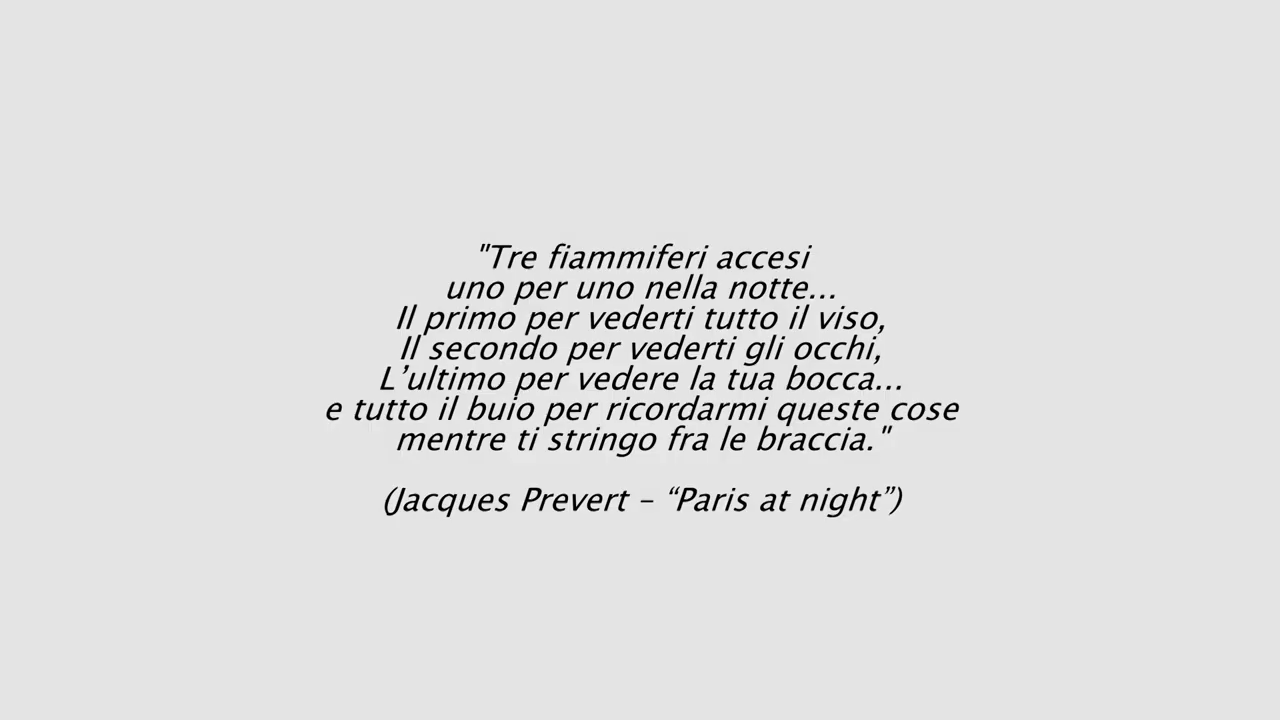 "Tre fiammiferi accesi
uno per uno nella notte...
Il primo per vederti tutto il viso,
Il secondo per vederti gli occhi,
L’ultimo per vedere la tua bocca...
e tutto il buio per ricordarmi queste cose
mentre ti stringo fra le braccia."
(Jacques Prevert – “Paris at night”)